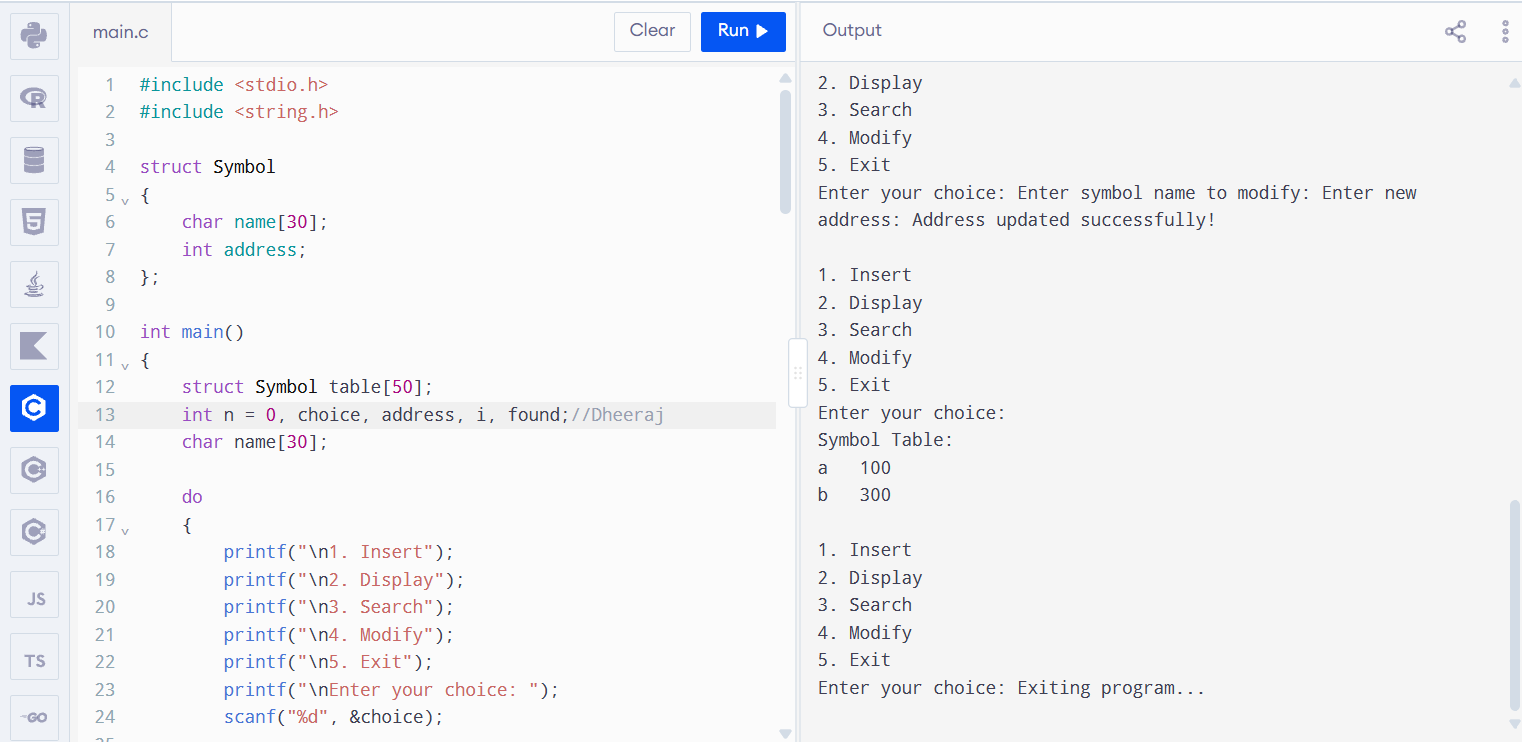 main.c
Clear
Run
Output
1 #include <stdio.h>
2 #include <string.h>
3
4 struct Symbol
5 {
6 char name[30];
7 int address;
8 };
9
10 int main()
11 {
12 struct Symbol table[50];
13 int n = 0, choice, address, i, found;//Dheeraj
14 char name[30];
15
16 do
17 {
18 printf("\n1. Insert");
19 printf("\n2. Display");
20 printf("\n3. Search");
21 printf("\n4. Modify");
22 printf("\n5. Exit");
23 printf("\nEnter your choice: ");
24 scanf("%d", &choice);
2. Display
3. Search
4. Modify
5. Exit
Enter your choice: Enter symbol name to modify: Enter new
address: Address updated successfully!
1. Insert
2. Display
3. Search
4. Modify
5. Exit
Enter your choice:
Symbol Table:
a 100
b 300
1. Insert
2. Display
3. Search
4. Modify
5. Exit
Enter your choice: Exiting program...
R
5
C
C
C
JS
TS
GO